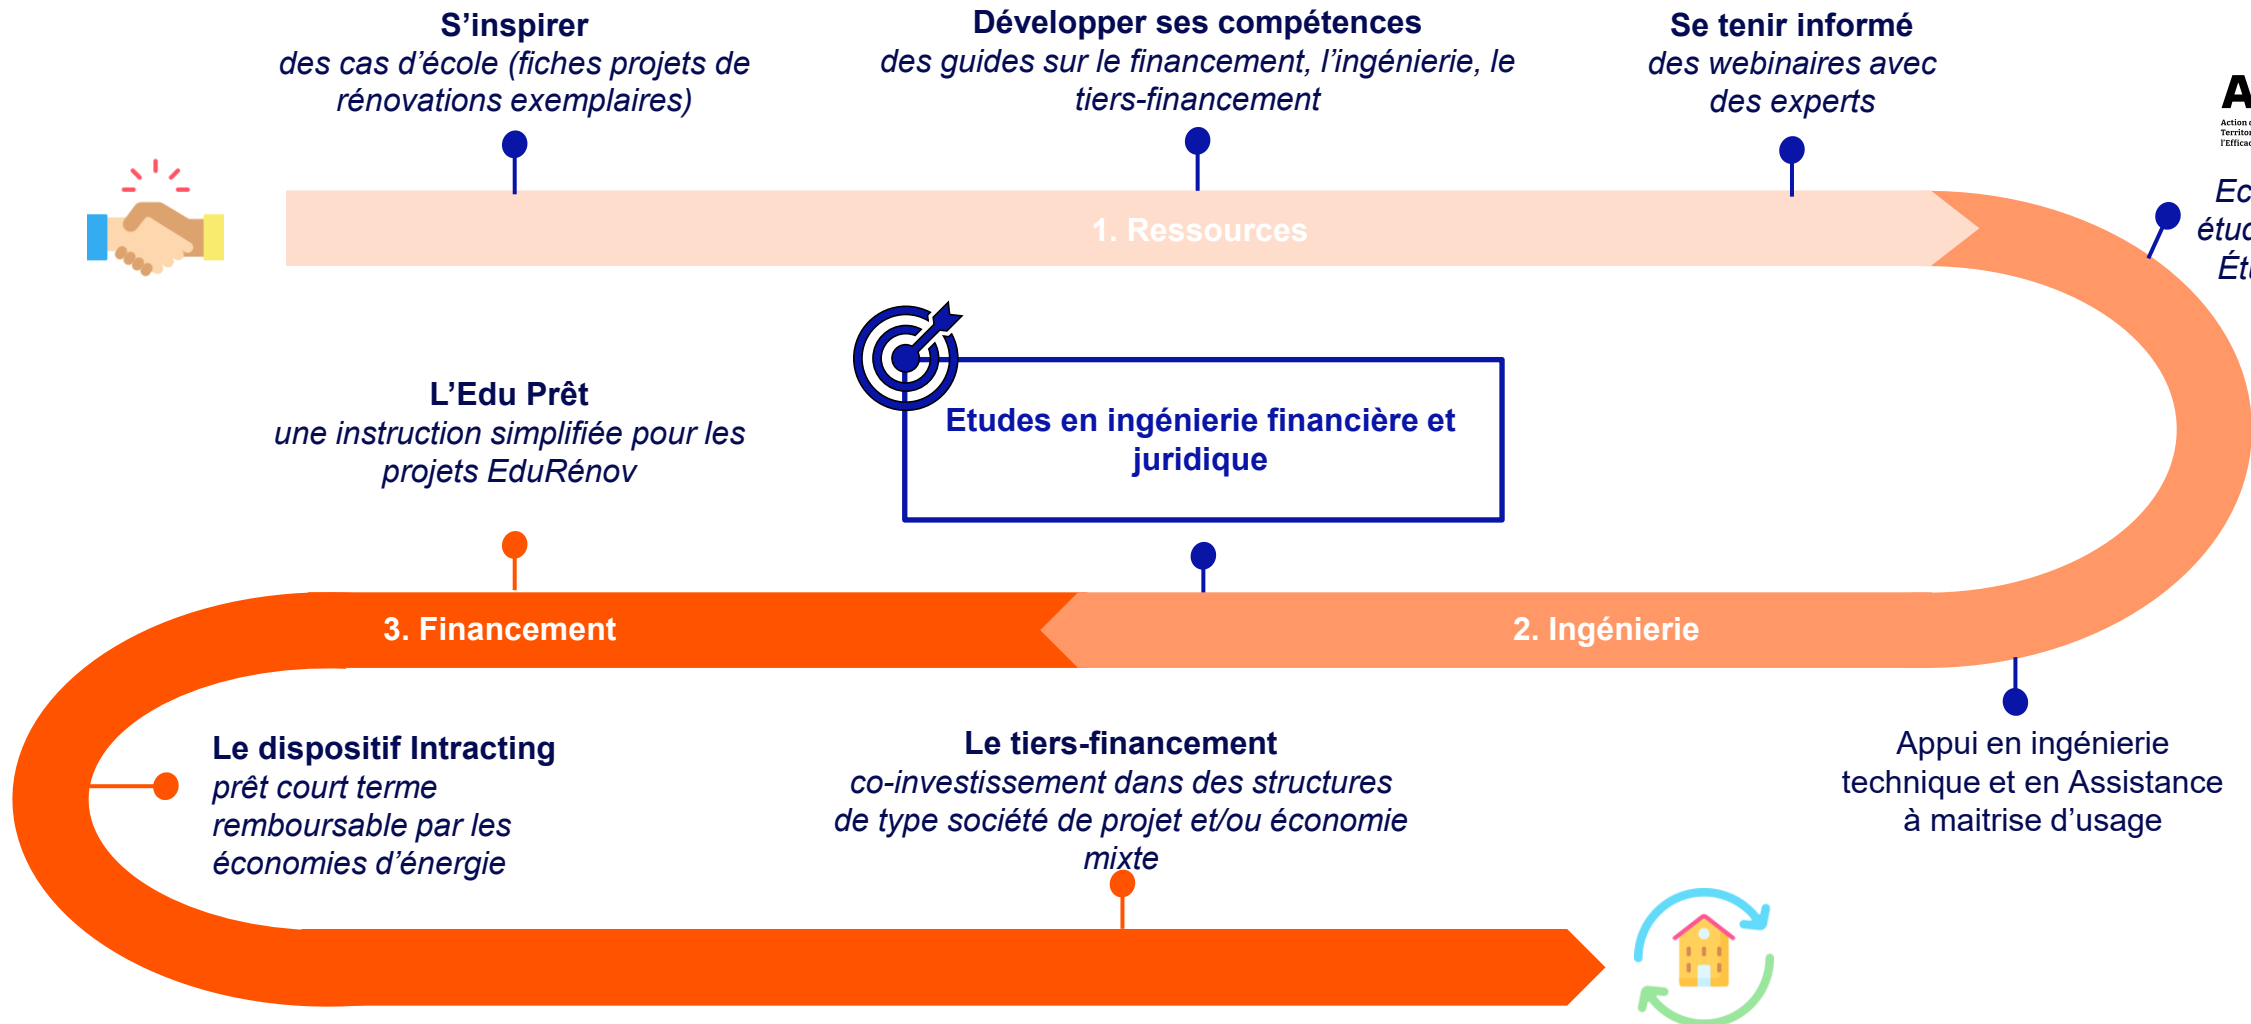 S’inspirer
des cas d’école (fiches projets de
rénovations exemplaires)
Développer ses compétences
des guides sur le financement, l’ingénierie, le
tiers-financement
Se tenir informé
des webinaires avec
des experts
Action
Territo
l'Effica
1. Ressources
Etudes en ingénierie financière et
juridique
L’Edu Prêt
une instruction simplifiée pour les
projets EduRénov
3. Financement
2. Ingénierie
Le dispositif Intracting
prêt court terme
remboursable par les
économies d’énergie
Le tiers-financement
co-investissement dans des structures
de type société de projet et/ou économie
mixte
Appui en ingénierie
technique et en Assistance
à maitrise d’usage